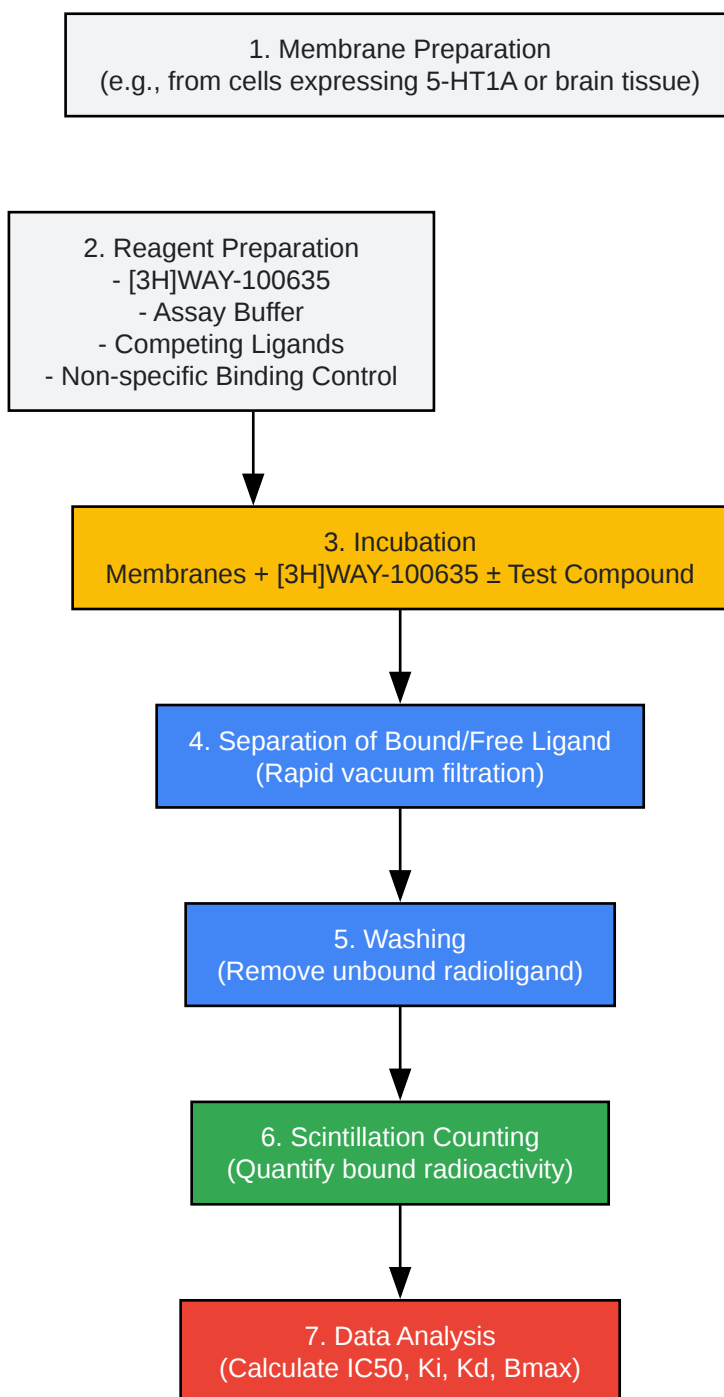 1. Membrane Preparation
(e.g., from cells expressing 5-HT1A or brain tissue)
2. Reagent Preparation
- [3H]WAY-100635
- Assay Buffer
- Competing Ligands
- Non-specific Binding Control
3. Incubation
Membranes + [3H]WAY-100635 ± Test Compound
4. Separation of Bound/Free Ligand
(Rapid vacuum filtration)
5. Washing
(Remove unbound radioligand)
6. Scintillation Counting
(Quantify bound radioactivity)
7. Data Analysis
(Calculate IC50, Ki, Kd, Bmax)